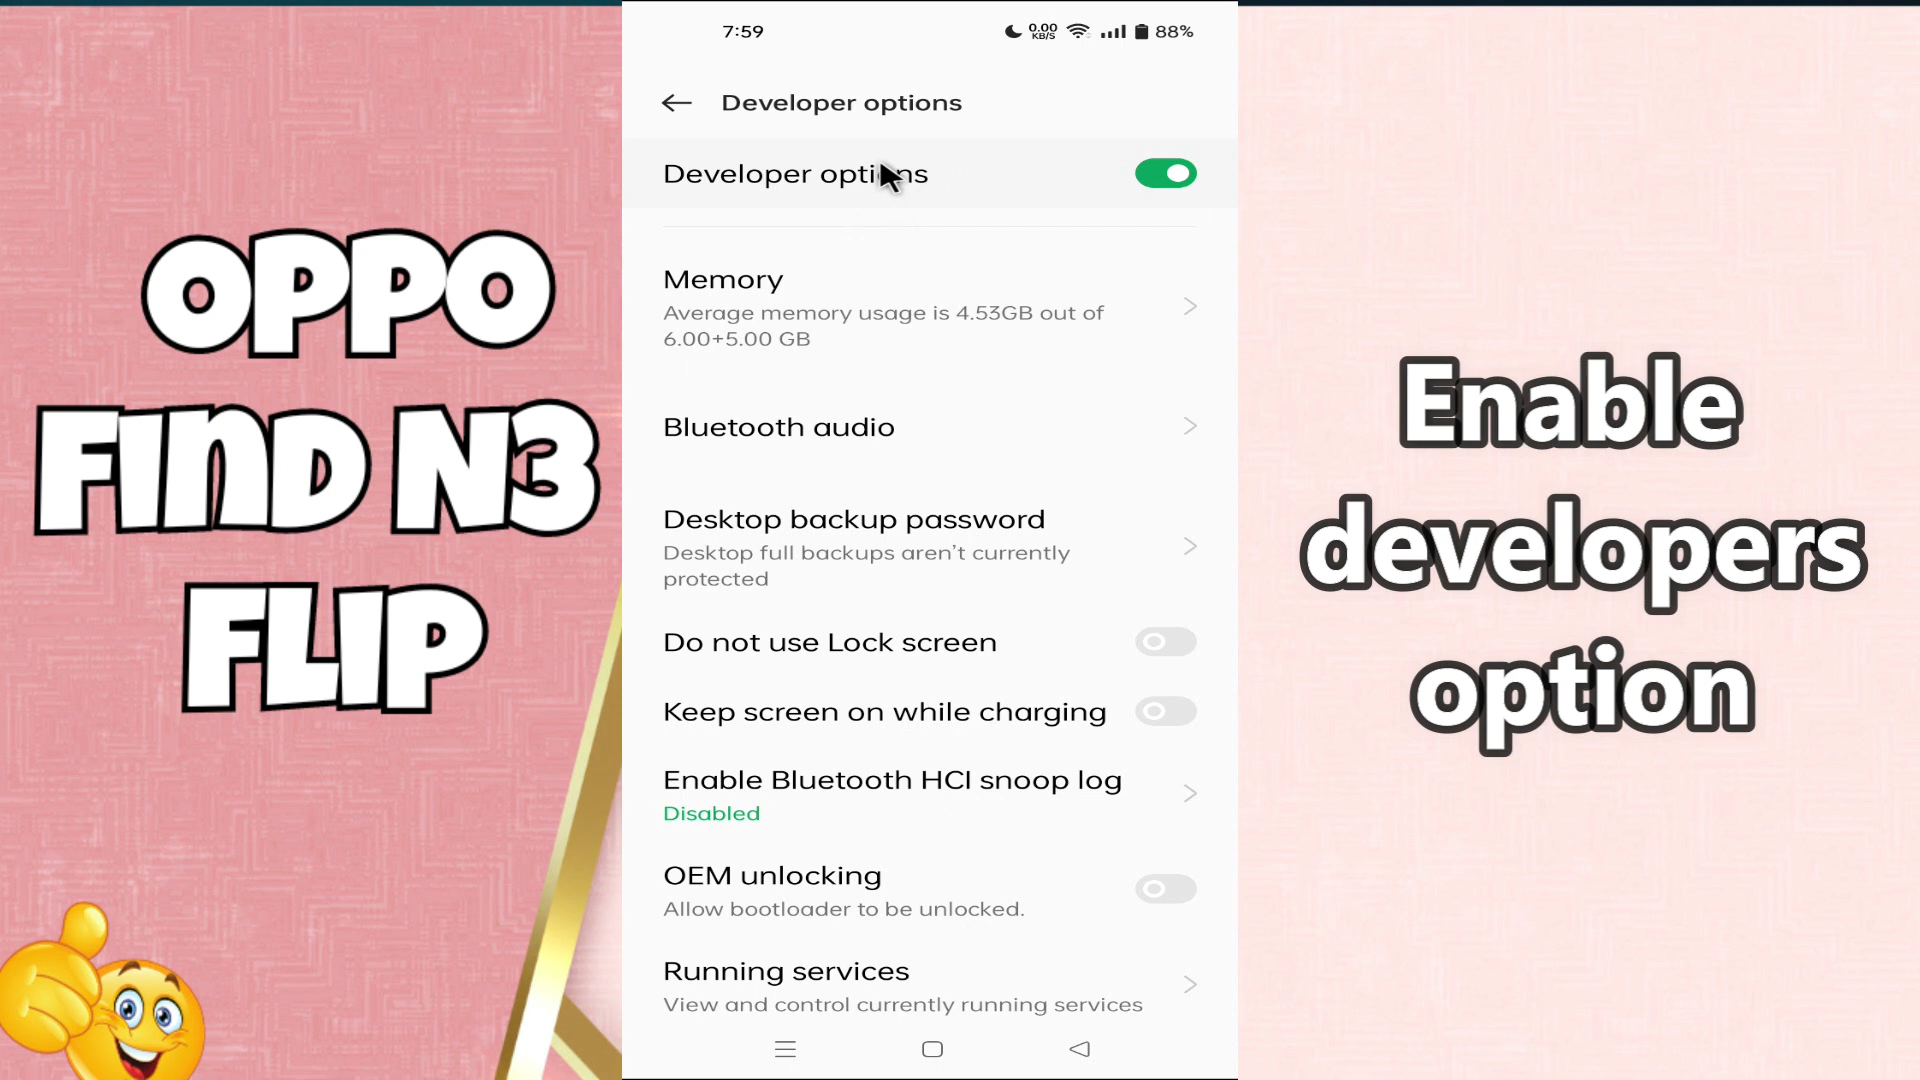 OPPO
FIND N3
FLIP
7:59
0.00
KB/S
88%
Developer options
Developer options
Memory
Average memory usage is 4.53GB out of
6.00+5.00 GB
Bluetooth audio
Desktop backup password
Desktop full backups aren't currently
protected
Do not use Lock screen
Keep screen on while charging
Enable Bluetooth HCI snoop log
Disabled
OEM unlocking
Allow bootloader to be unlocked.
Running services
View and control currently running services
Enable
developers
option